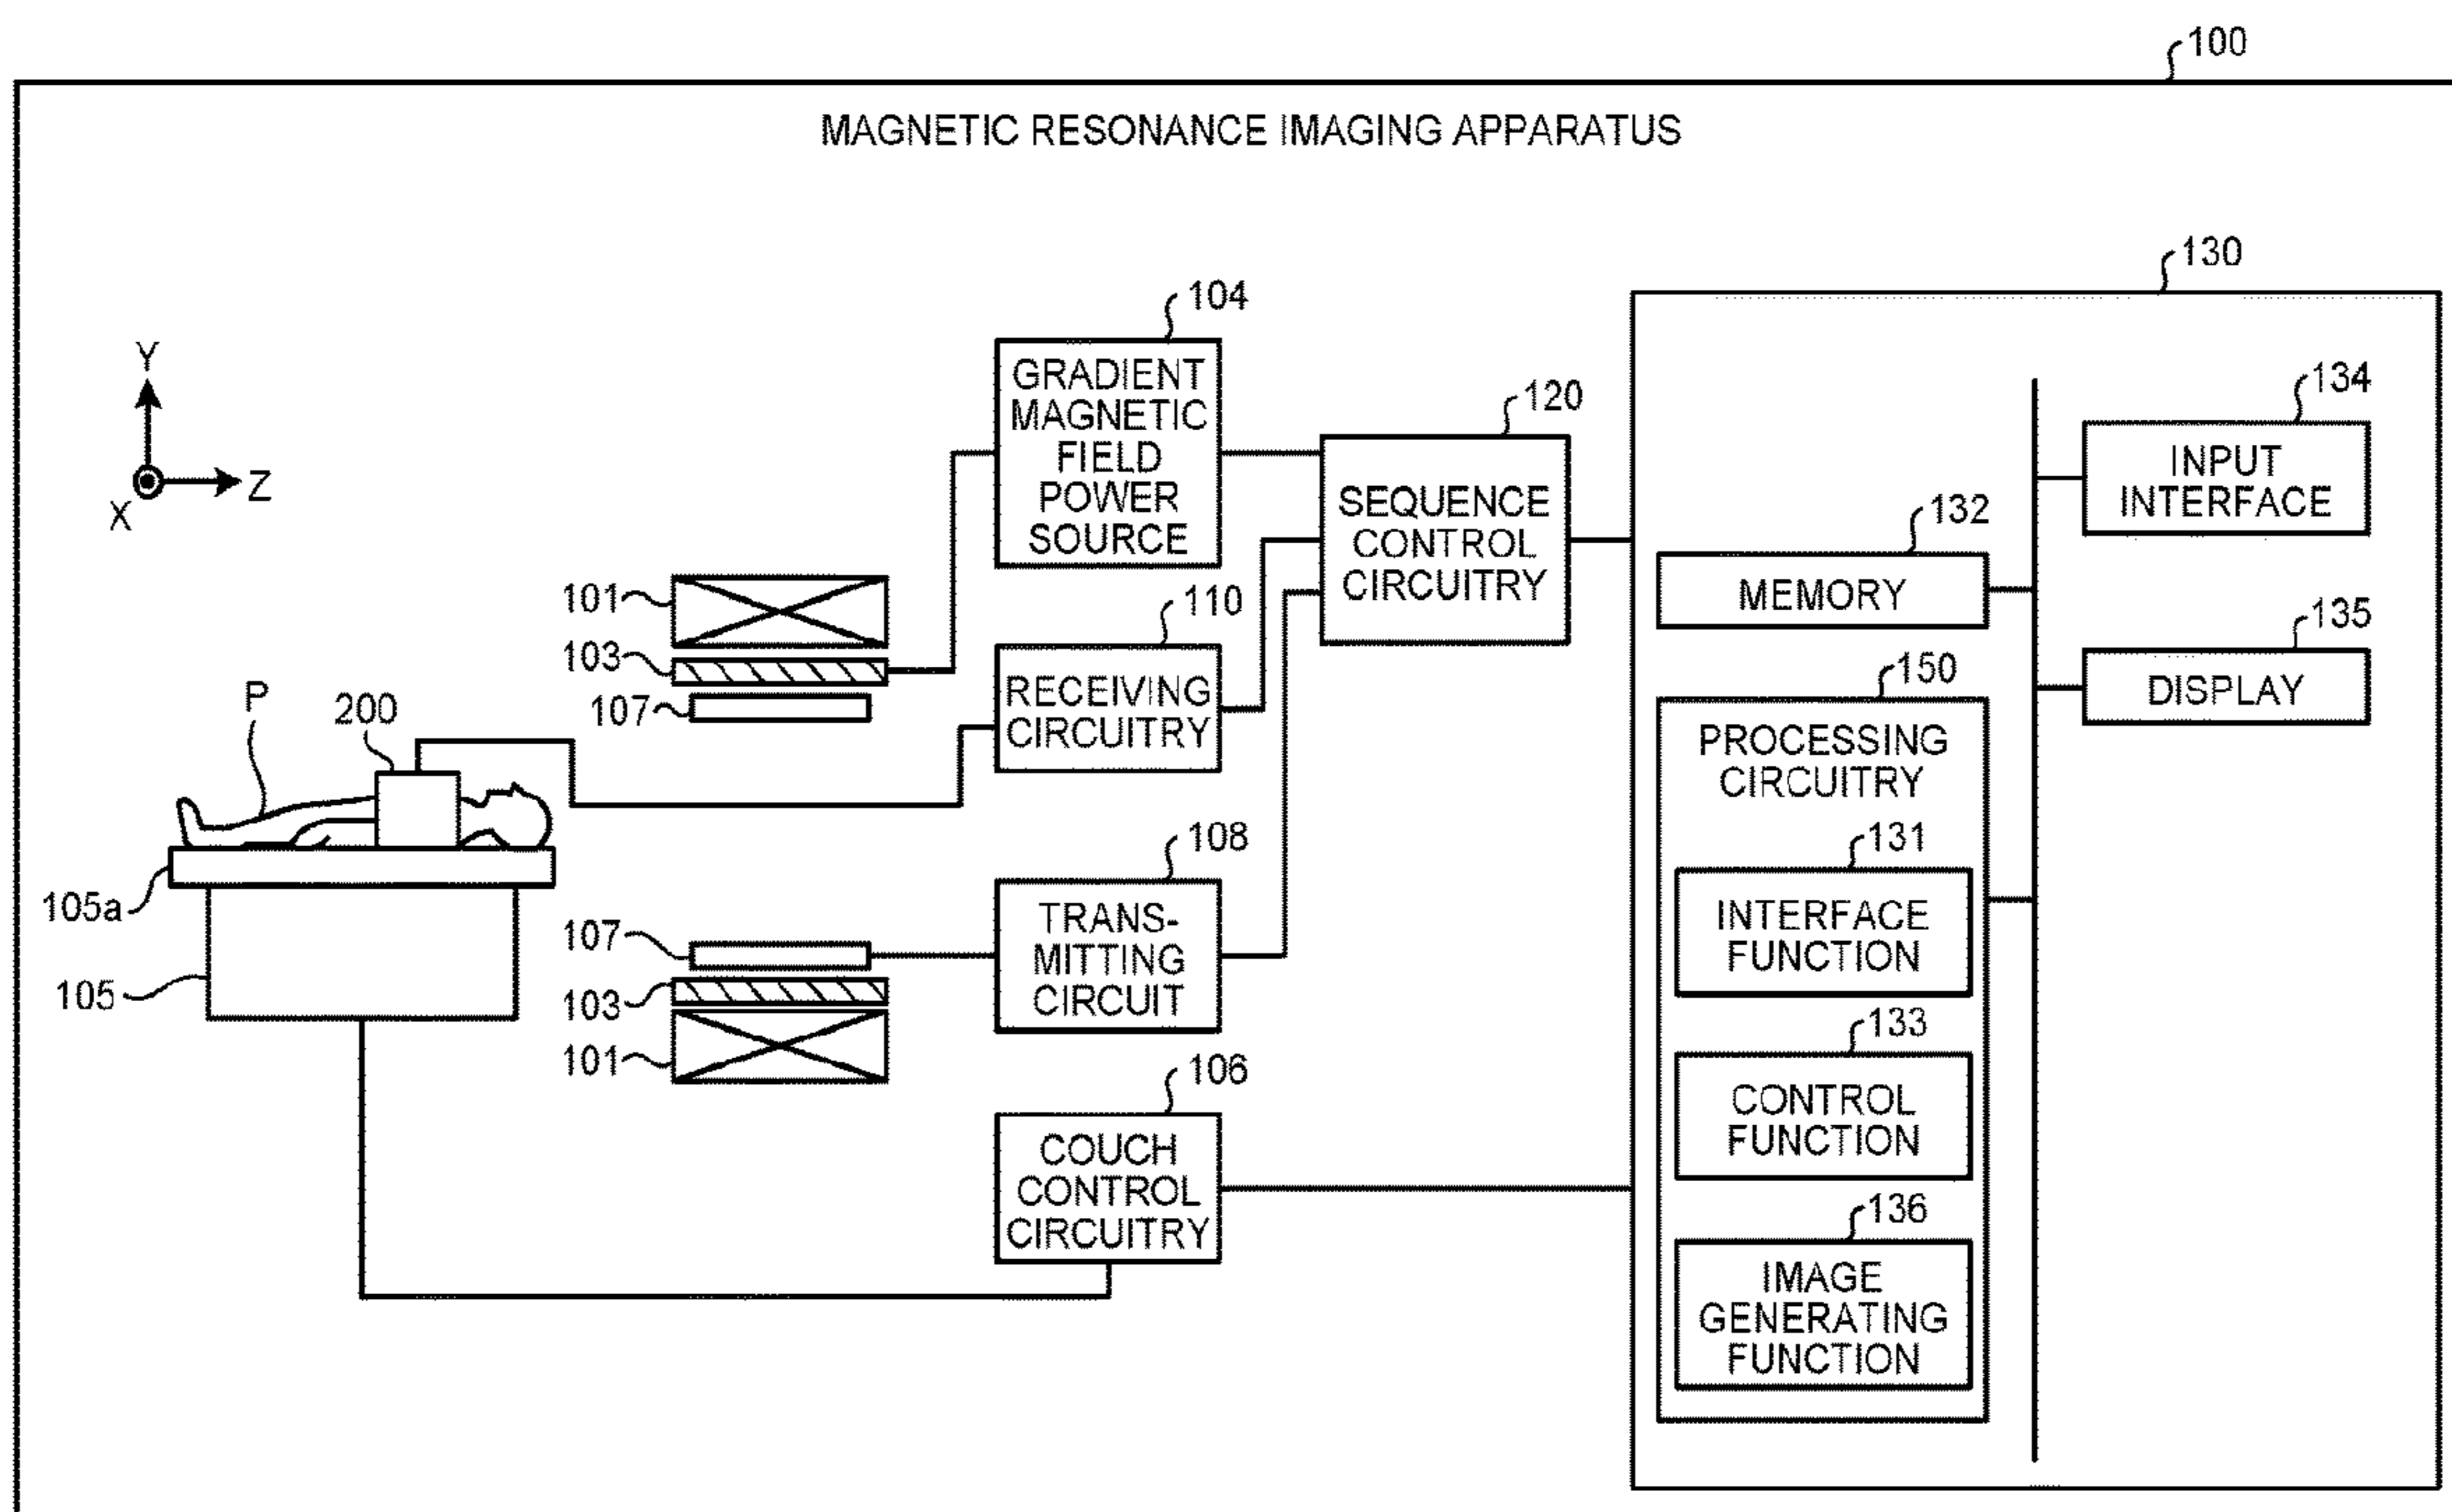 100
MAGNETIC RESONANCE IMAGING APPARATUS
130
104
GRADIENT
MAGNETIC
FIELD
POWER
SOURCE
Y
Z
X
120
SEQUENCE
CONTROL
CIRCUITRY
134
INPUT
INTERFACE
132
MEMORY
135
DISPLAY
101
103
107
110
RECEIVING
CIRCUITRY
P
200
105a
105
150
PROCESSING
CIRCUITRY
131
INTERFACE
FUNCTION
133
CONTROL
FUNCTION
136
IMAGE
GENERATING
FUNCTION
108
TRANS-
MITTING
CIRCUIT
107
103
101
106
COUCH
CONTROL
CIRCUITRY